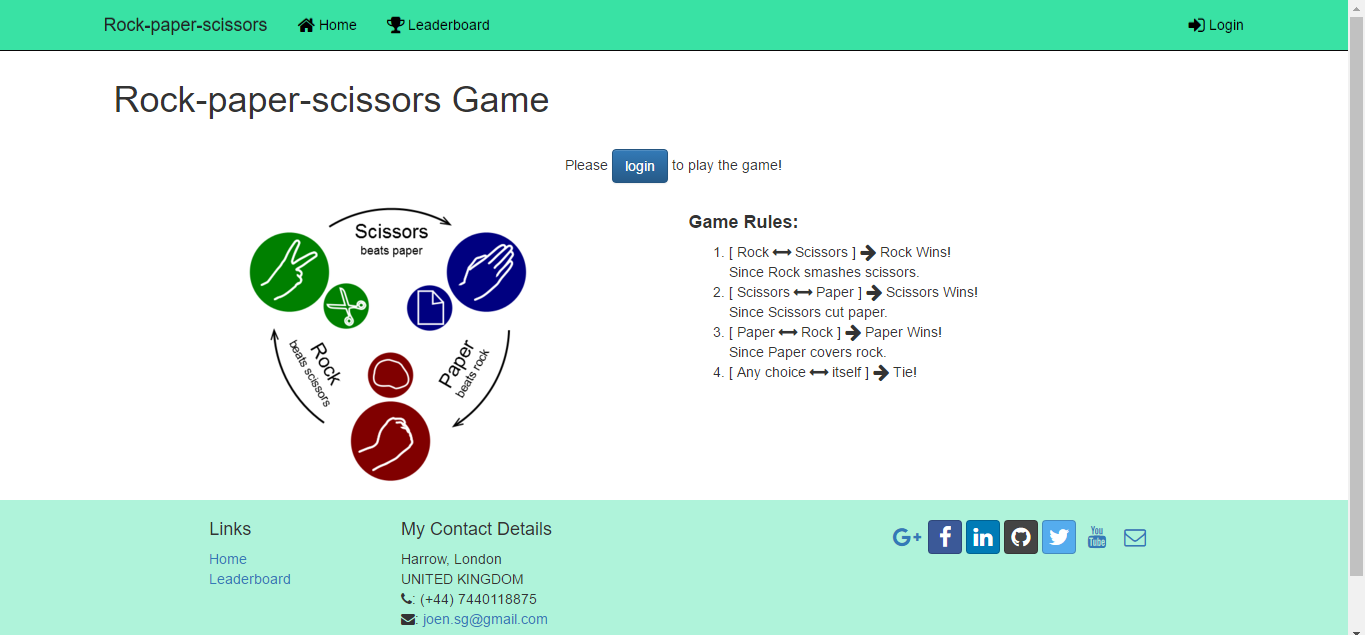 Rock-paper-scissors Home Leaderboard Login
Rock-paper-scissors Game
Please login to play the game!
Scissors
beats paper
Rock
beats scissors
Paper
beats rock
Game Rules:
1. [ Rock ↔ Scissors ] → Rock Wins!
Since Rock smashes scissors.
2. [ Scissors ↔ Paper ] → Scissors Wins!
Since Scissors cut paper.
3. [ Paper ↔ Rock ] → Paper Wins!
Since Paper covers rock.
4. [ Any choice ↔ itself ] → Tie!
Links
Home
Leaderboard
My Contact Details
Harrow, London
UNITED KINGDOM
: (+44) 7440118875
: joen.sg@gmail.com
G+ f in You Tube